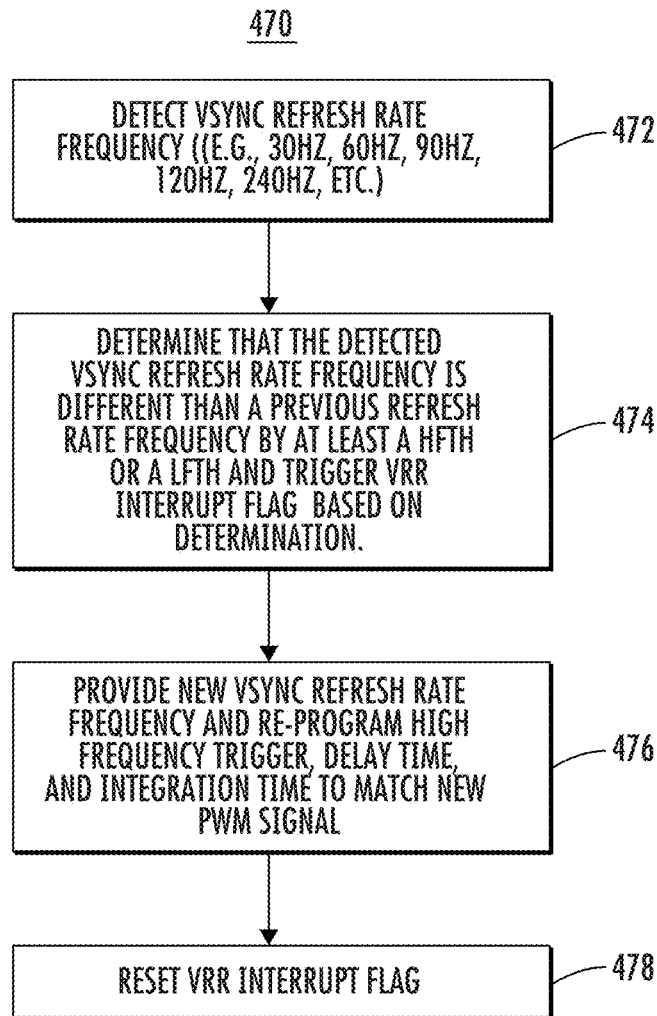 470
DETECT VSYNC REFRESH RATE
FREQUENCY ((E.G., 30HZ, 60HZ, 90HZ,
120HZ, 240HZ, ETC.)
472
DETERMINE THAT THE DETECTED
VSYNC REFRESH RATE FREQUENCY IS
DIFFERENT THAN A PREVIOUS REFRESH
RATE FREQUENCY BY AT LEAST A HFTH
OR A LFTH AND TRIGGER VRR
INTERRUPT FLAG BASED ON
DETERMINATION.
474
PROVIDE NEW VSYNC REFRESH RATE
FREQUENCY AND RE-PROGRAM HIGH
FREQUENCY TRIGGER, DELAY TIME,
AND INTEGRATION TIME TO MATCH NEW
PWM SIGNAL
476
RESET VRR INTERRUPT FLAG
478